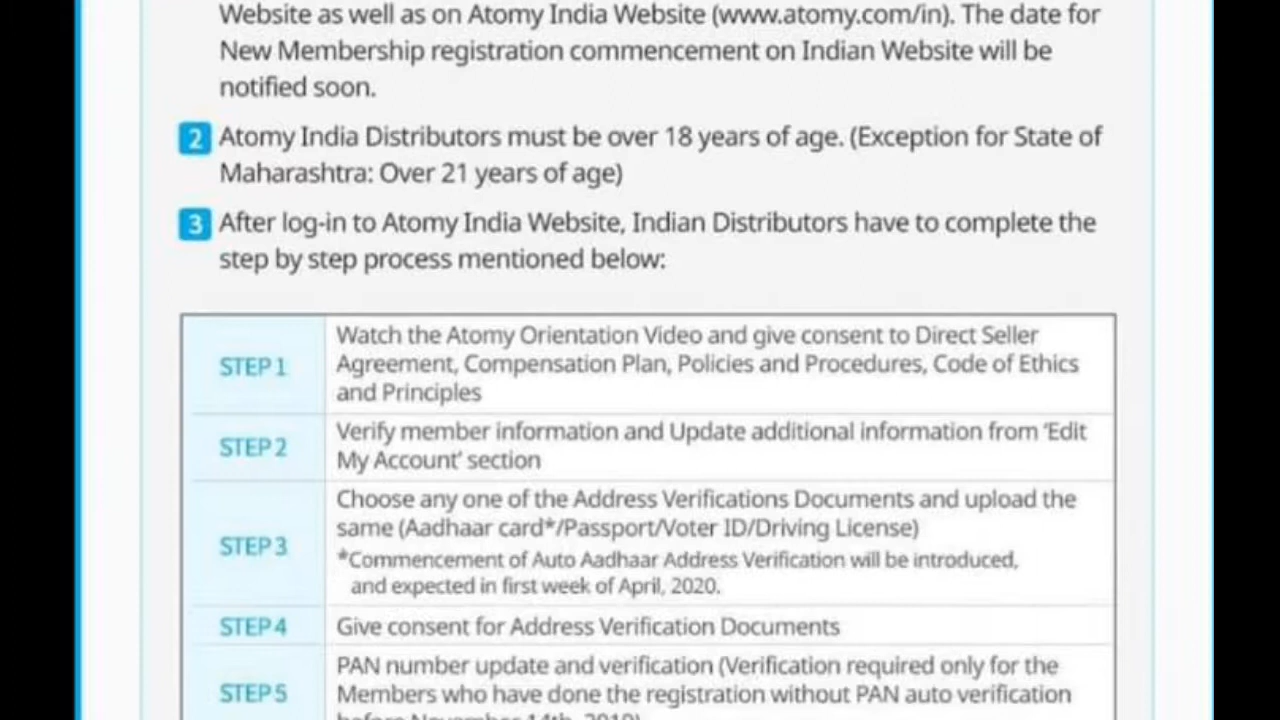 Website as well as on Atomy India Website (www.atomy.com/in). The date for
New Membership registration commencement on Indian Website will be
notified soon.
2 Atomy India Distributors must be over 18 years of age. (Exception for State of
Maharashtra: Over 21 years of age)
3 After log-in to Atomy India Website, Indian Distributors have to complete the
step by step process mentioned below:
STEP 1
Watch the Atomy Orientation Video and give consent to Direct Seller
Agreement, Compensation Plan, Policies and Procedures, Code of Ethics
and Principles
STEP 2
Verify member information and Update additional information from ‘Edit
My Account’ section
STEP 3
Choose any one of the Address Verifications Documents and upload the
same (Aadhaar card*/Passport/Voter ID/Driving License)
*Commencement of Auto Aadhaar Address Verification will be introduced,
and expected in first week of April, 2020.
STEP 4
Give consent for Address Verification Documents
STEP 5
PAN number update and verification (Verification required only for the
Members who have done the registration without PAN auto verification
before November 14th, 2019)